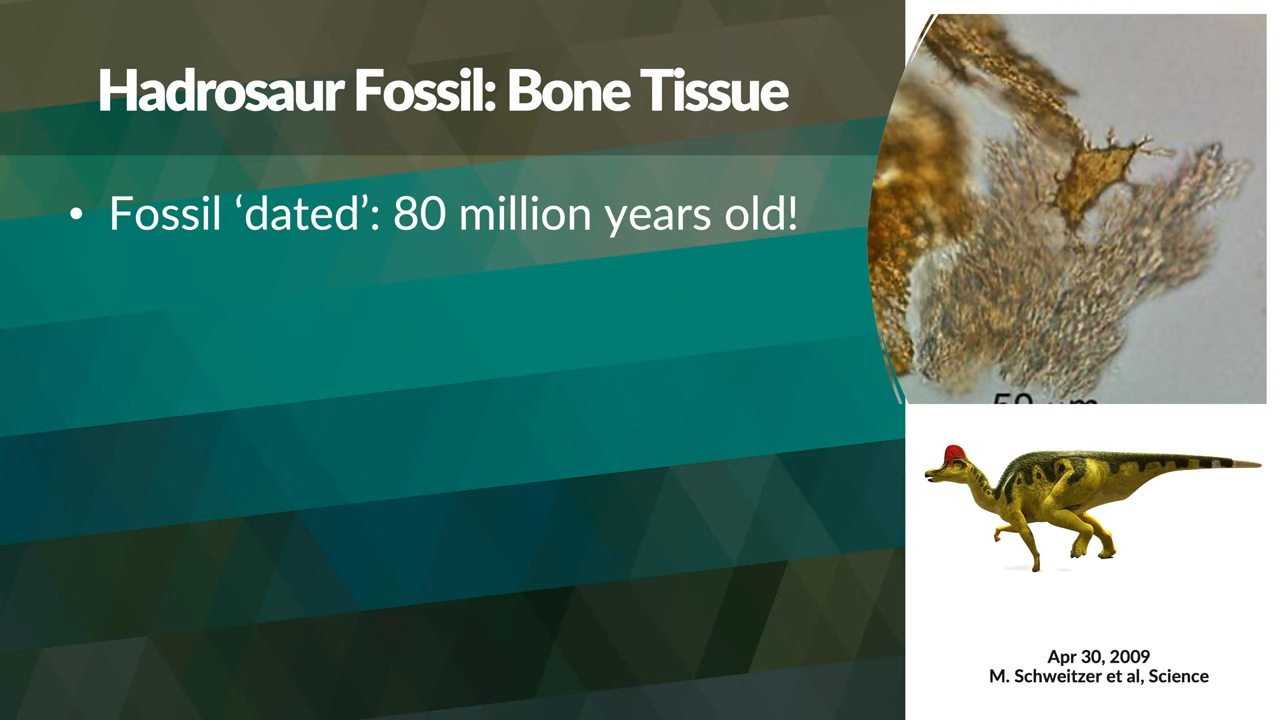 Hadrosaur Fossil: Bone Tissue
• Fossil ‘dated’: 80 million years old!
Apr 30, 2009
M. Schweitzer et al, Science